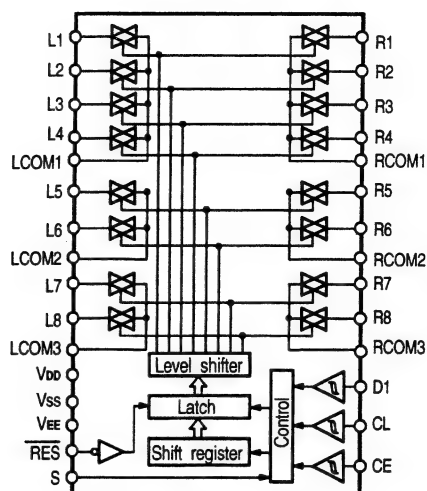 L1
L2
L3
L4
LCOM1
L5
L6
LCOM2
L7
L8
LCOM3
VDD
VSS
VEE
RES
S
R1
R2
R3
R4
RCOM1
R5
R6
RCOM2
R7
R8
RCOM3
D1
CL
CE
Level shifter
Latch
Shift register
Control